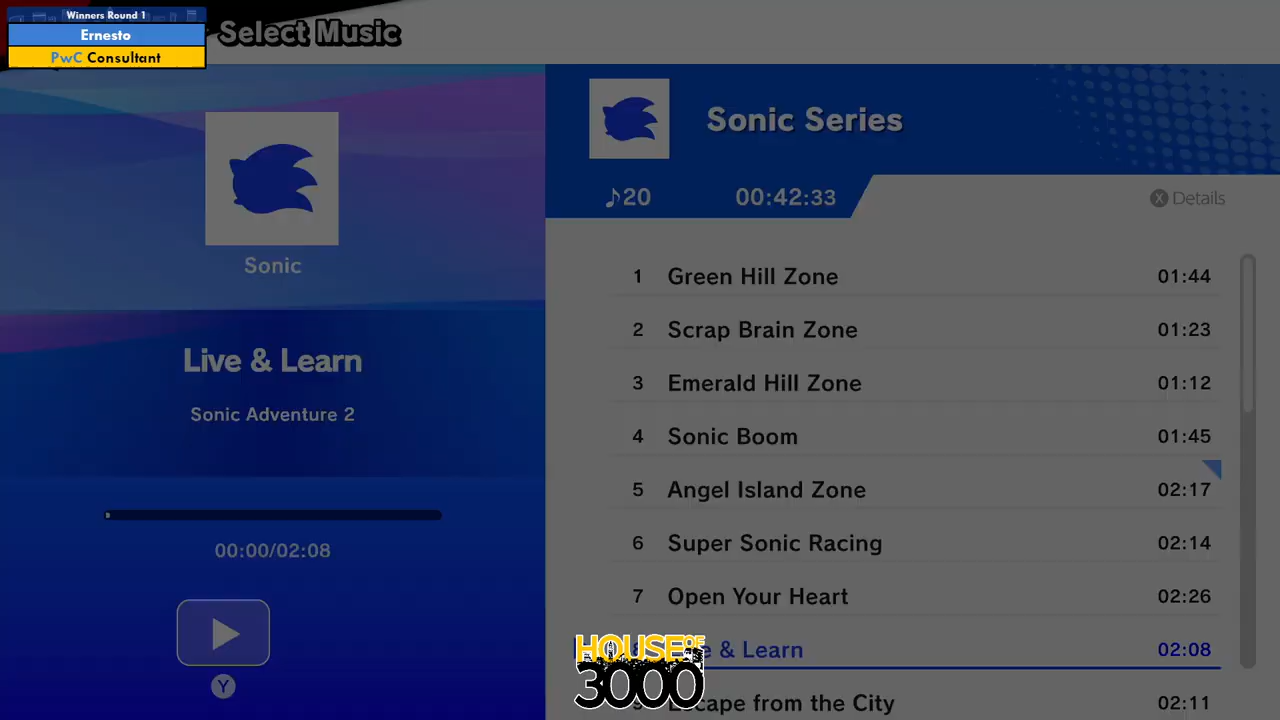 Winners Round 1
Ernesto
PwC Consultant
Select Music
Sonic
Live & Learn
Sonic Adventure 2
00:00/02:08
Y
Sonic Series
♪20 00:42:33
X Details
1 Green Hill Zone 01:44
2 Scrap Brain Zone 01:23
3 Emerald Hill Zone 01:12
4 Sonic Boom 01:45
5 Angel Island Zone 02:17
6 Super Sonic Racing 02:14
7 Open Your Heart 02:26
8 Live & Learn 02:08
9 Escape from the City 02:11
HOUSE OF
3000